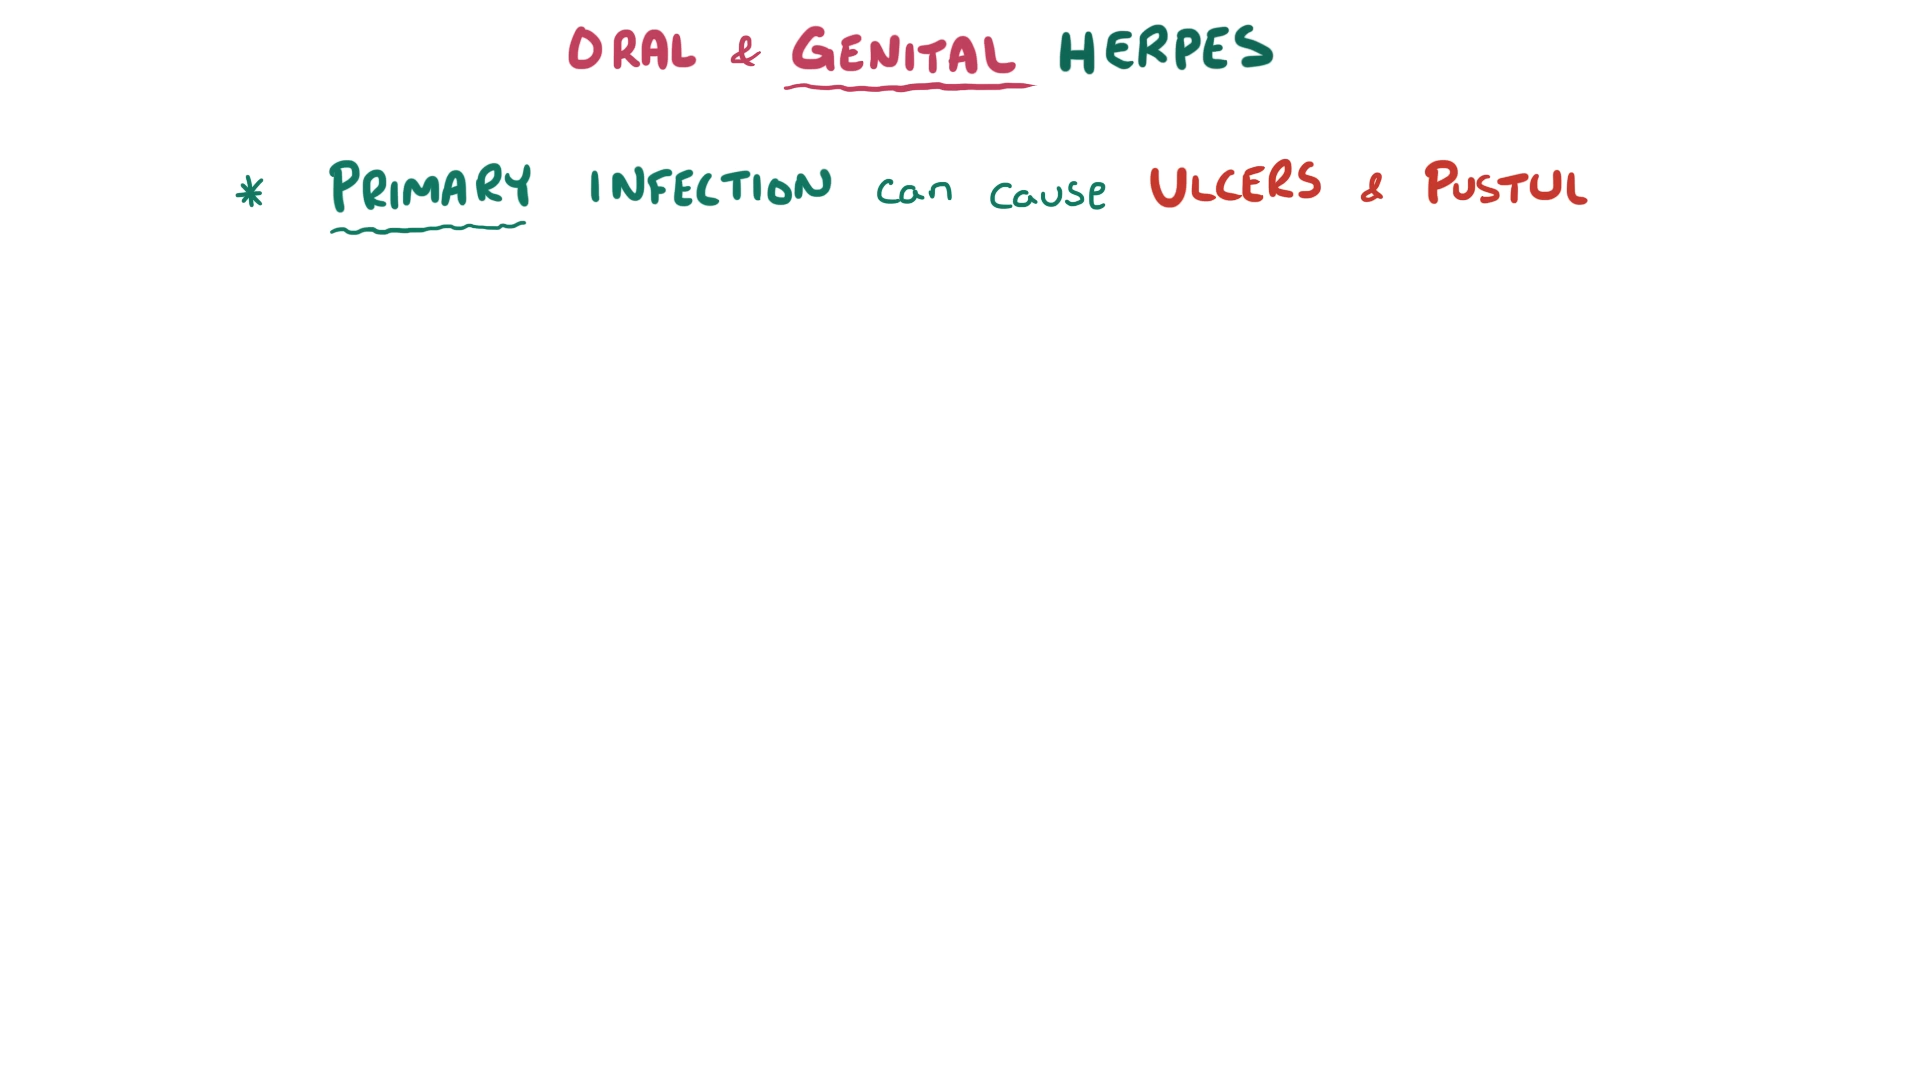 ORAL & GENITAL HERPES
* PRIMARY INFECTION can cause ULCERS & PUSTUL